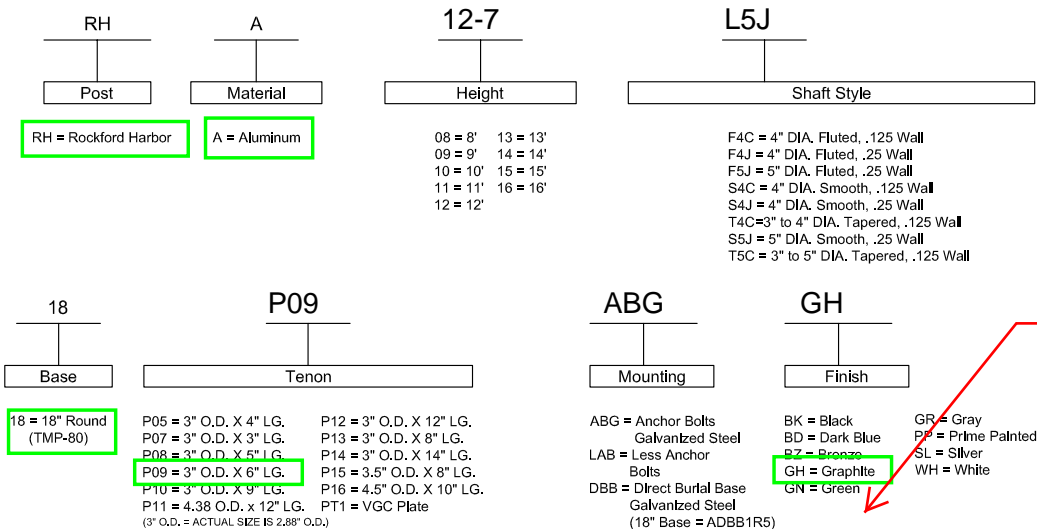 RH A 12-7 L5J
Post Material Height Shaft Style
RH = Rockford Harbor A = Aluminum
08 = 8' 13 = 13'
09 = 9' 14 = 14'
10 = 10' 15 = 15'
11 = 11' 16 = 16'
12 = 12'
F4C = 4" DIA. Fluted, .125 Wall
F4J = 4" DIA. Fluted, .25 Wall
F5J = 5" DIA. Fluted, .25 Wall
S4C = 4" DIA. Smooth, .125 Wall
S4J = 4" DIA. Smooth, .25 Wall
T4C=3" to 4" DIA. Tapered, .125 Wall
S5J = 5" DIA. Smooth, .25 Wall
T5C = 3" to 5" DIA. Tapered, .125 Wall
18 P09 ABG GH
Base Tenon Mounting Finish
18 = 18" Round
(TMP-80)
P05 = 3" O.D. X 4" LG. P12 = 3" O.D. X 12" LG.
P07 = 3" O.D. X 3" LG. P13 = 3" O.D. X 8" LG.
P08 = 3" O.D. X 5" LG. P14 = 3" O.D. X 14" LG.
P09 = 3" O.D. X 6" LG. P15 = 3.5" O.D. X 8" LG.
P10 = 3" O.D. X 9" LG. P16 = 4.5" O.D. X 10" LG.
P11 = 4.38 O.D. x 12" LG. PT1 = VGC Plate
(3" O.D. = ACTUAL SIZE IS 2.88" O.D.)
ABG = Anchor Bolts
Galvanized Steel
LAB = Less Anchor
Bolts
DBB = Direct Burial Base
Galvanized Steel
(18" Base = ADBB1R5)
BK = Black GR = Gray
BD = Dark Blue PP = Prime Painted
BZ = Bronze SL = Silver
GH = Graphite WH = White
GN = Green